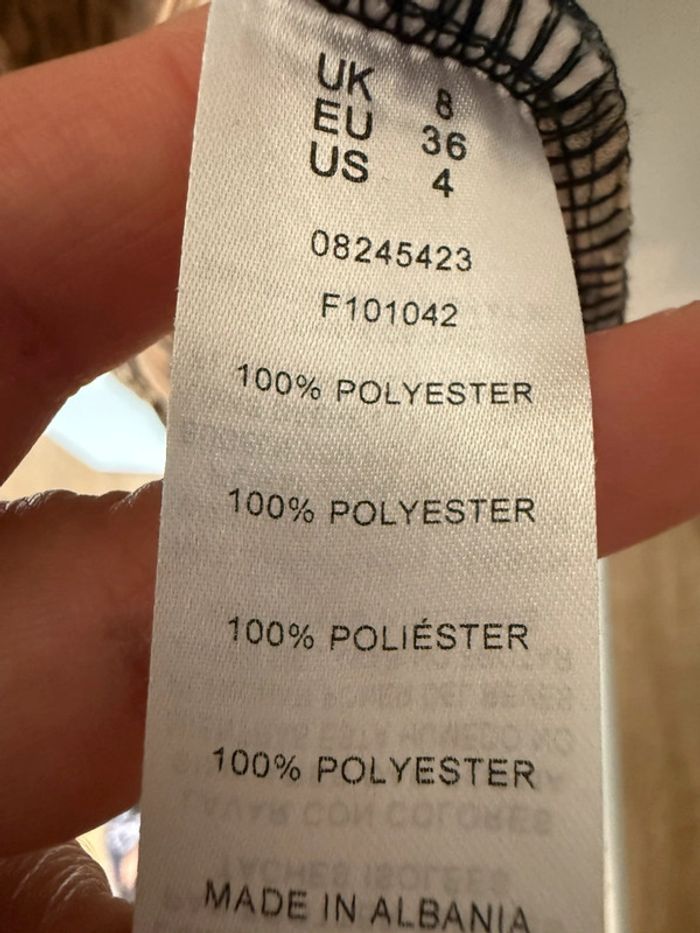 UK 8
EU 36
US 4
08245423
F101042
100% POLYESTER
100% POLYESTER
100% POLIÉSTER
100% POLYESTER
MADE IN ALBANIA